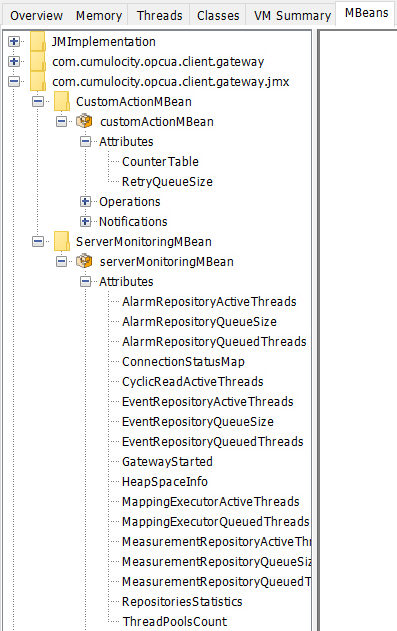 Overview Memory Threads Classes VM Summary MBeans
JMImplementation
com.cumulocity.opcua.client.gateway
com.cumulocity.opcua.client.gateway.jmx
CustomActionMBean
customActionMBean
Attributes
CounterTable
RetryQueueSize
Operations
Notifications
ServerMonitoringMBean
serverMonitoringMBean
Attributes
AlarmRepositoryActiveThreads
AlarmRepositoryQueueSize
AlarmRepositoryQueuedThreads
ConnectionStatusMap
CyclicReadActiveThreads
EventRepositoryActiveThreads
EventRepositoryQueueSize
EventRepositoryQueuedThreads
GatewayStarted
HeapSpaceInfo
MappingExecutorActiveThreads
MappingExecutorQueuedThreads
MeasurementRepositoryActiveThr
MeasurementRepositoryQueueSiz
MeasurementRepositoryQueuedT
RepositoriesStatistics
ThreadPoolsCount